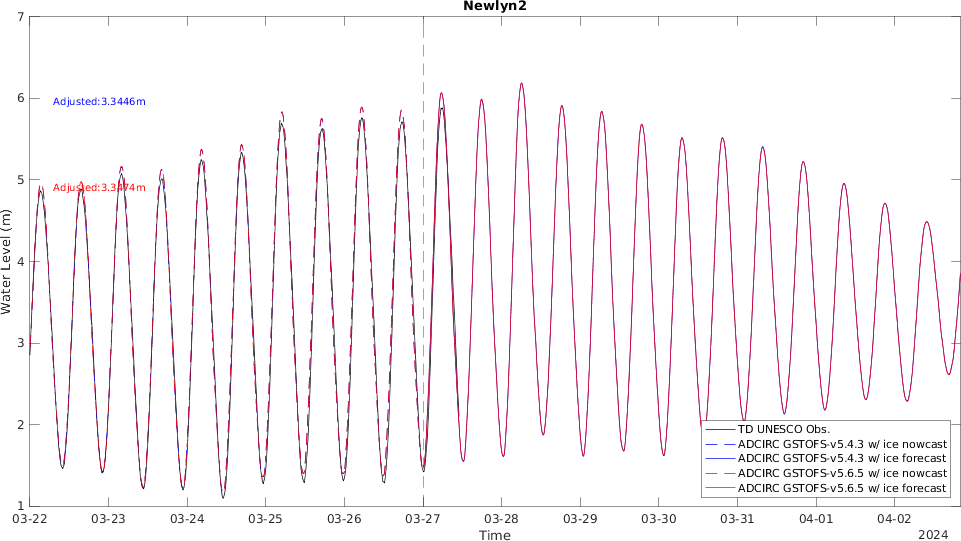 Newlyn2
7
6
5
4
3
2
1
Water Level (m)
Adjusted:3.3446m
Adjusted:3.3474m
TD UNESCO Obs.
ADCIRC GSTOFS-v5.4.3 w/ ice nowcast
ADCIRC GSTOFS-v5.4.3 w/ ice forecast
ADCIRC GSTOFS-v5.6.5 w/ ice nowcast
ADCIRC GSTOFS-v5.6.5 w/ ice forecast
03-22 03-23 03-24 03-25 03-26 03-27 03-28 03-29 03-30 03-31 04-01 04-02
Time
2024